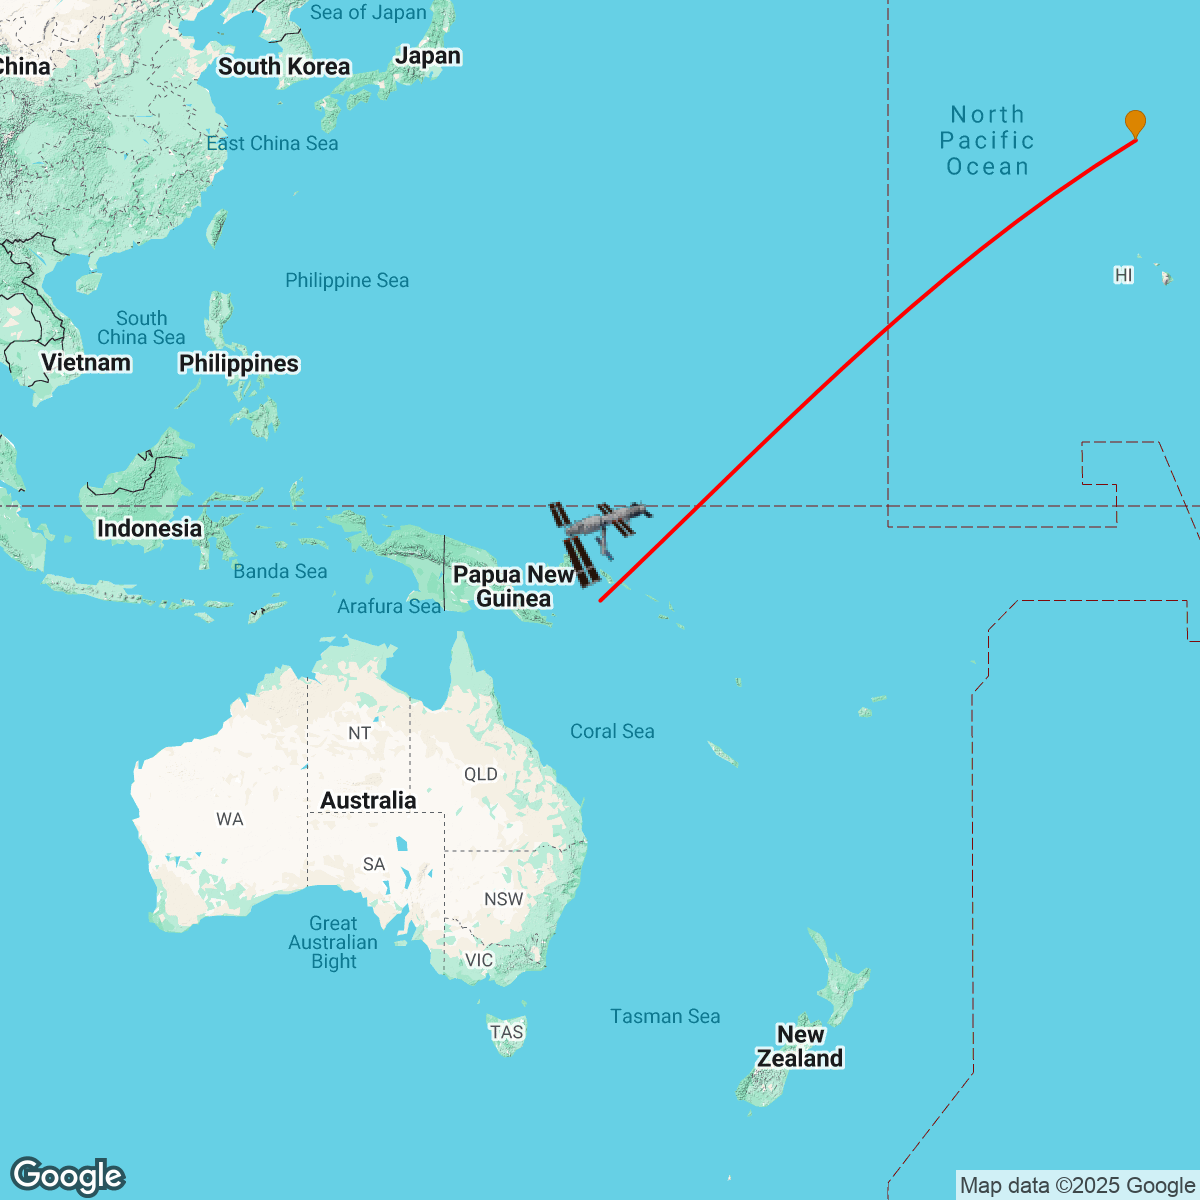 Sea of Japan
China
South Korea
Japan
North
Pacific
Ocean
East China Sea
Philippine Sea
HI
South
China Sea
Vietnam
Philippines
Indonesia
Banda Sea
Papua New
Guinea
Arafura Sea
Coral Sea
NT
QLD
Australia
WA
SA
NSW
Great
Australian
Bight
VIC
Tasman Sea
TAS
New
Zealand
Google
Map data ©2025 Google